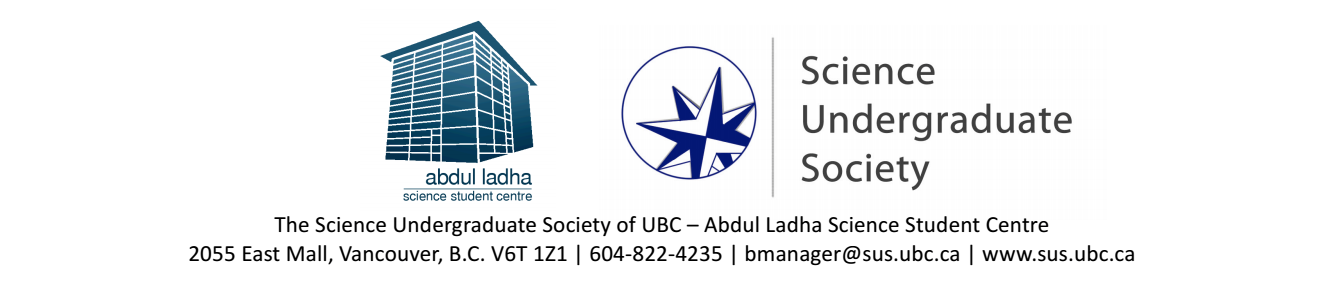 abdul ladha
science student centre
Science
Undergraduate
Society
The Science Undergraduate Society of UBC – Abdul Ladha Science Student Centre
2055 East Mall, Vancouver, B.C. V6T 1Z1 | 604-822-4235 | bmanager@sus.ubc.ca | www.sus.ubc.ca